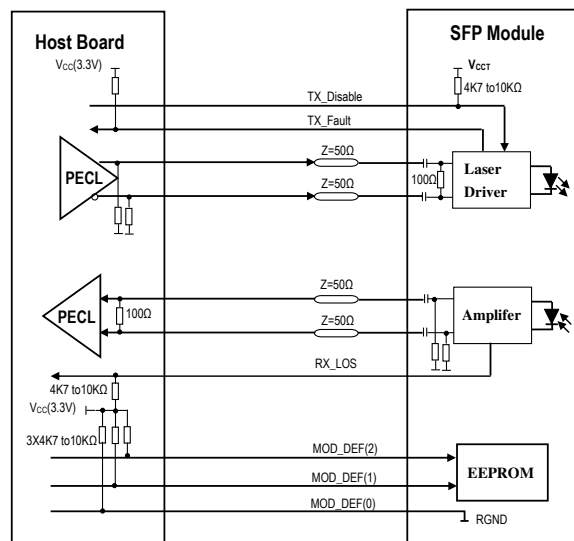 Host Board
SFP Module
VCC(3.3V)
VCCT
4K7 to10KΩ
TX_Disable
TX_Fault
Z=50Ω
PECL
100Ω
Laser
Driver
Z=50Ω
Z=50Ω
PECL
100Ω
Amplifer
Z=50Ω
RX_LOS
4K7 to10KΩ
VCC(3.3V)
3X4K7 to10KΩ
MOD_DEF(2)
EEPROM
MOD_DEF(1)
MOD_DEF(0)
RGND